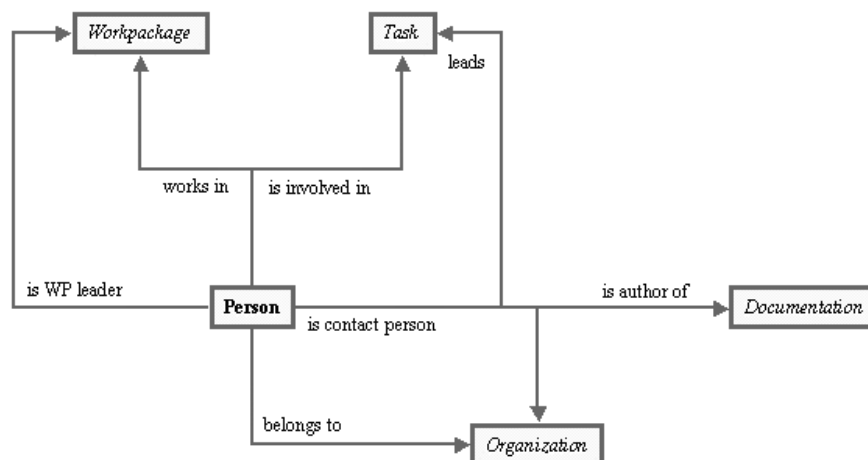 Workpackage
Task
leads
works in
is involved in
is WP leader
Person
is contact person
is author of
Documentation
belongs to
Organization